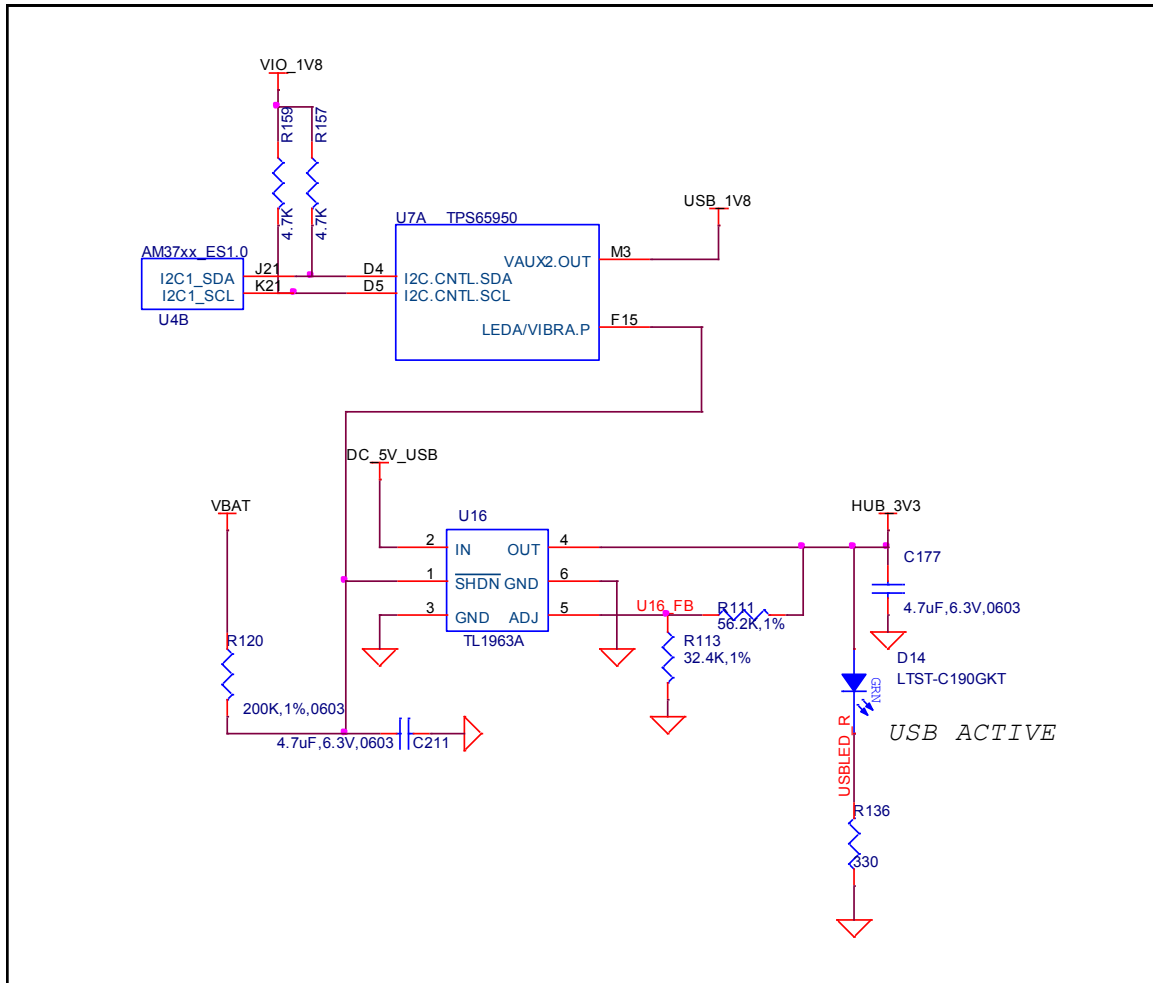 VIO_1V8
R159
R157
4.7K
4.7K
USB_1V8
U7A TPS65950
AM37xx_ES1.0
VAUX2.OUT
M3
I2C1_SDA
J21
D4
I2C.CNTL.SDA
I2C1_SCL
K21
D5
I2C.CNTL.SCL
U4B
LEDA/VIBRA.P
F15
DC_5V_USB
VBAT
HUB_3V3
U16
2 IN OUT 4
C177
1 SHDN GND 6
4.7uF,6.3V,0603
3 GND ADJ 5
U16_FB
R111
56.2K,1%
TL1963A
R120
R113
32.4K,1%
D14
LTST-C190GKT
GRN
200K,1%,0603
USB ACTIVE
4.7uF,6.3V,0603
C211
USBLED_R
R136
330